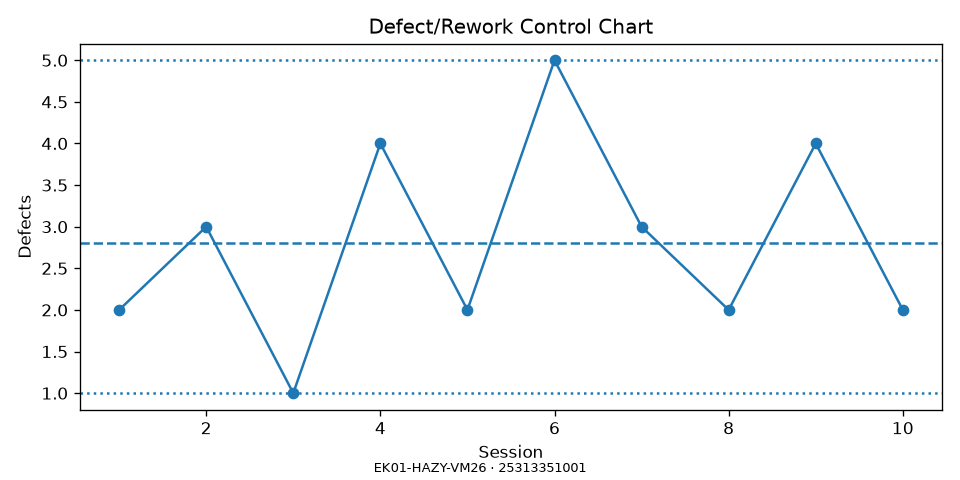 Defect/Rework Control Chart
5.0
4.5
4.0
3.5
3.0
2.5
2.0
1.5
1.0
Defects
2 4 6 8 10
Session
EK01-HAZY-VM26 · 25313351001